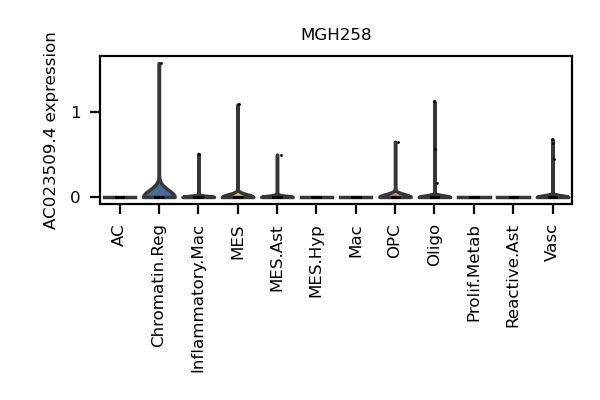 MGH258
AC023509.4 expression
1
0
AC
Chromatin.Reg
Inflammatory.Mac
MES
MES.Ast
MES.Hyp
Mac
OPC
Oligo
Prolif.Metab
Reactive.Ast
Vasc